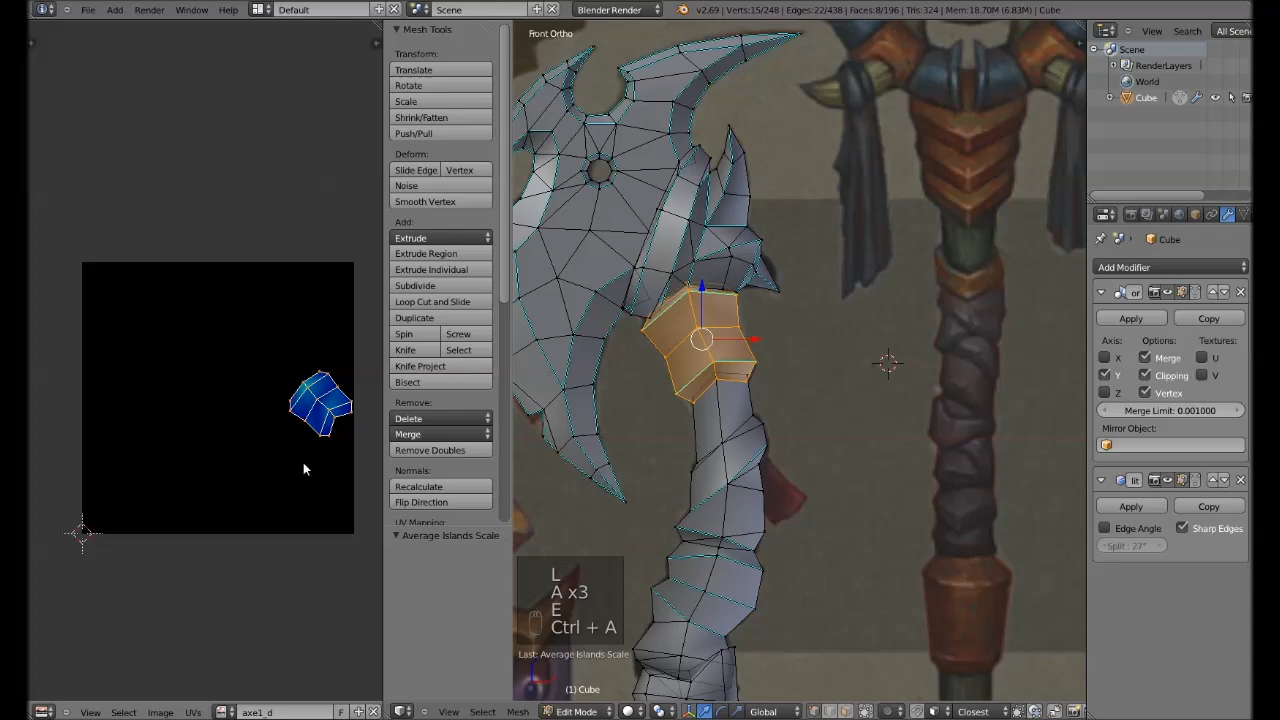 File Add Render Window Help Default Scene Blender Render v2.69 | Verts:15/248 | Edges:22/438 | Faces:8/196 | Tris:324 | Mem:18.70M (6.83M) | Cube
Mesh Tools
Front Ortho
View Search All Scene
Transform:
Translate
Rotate
Scale
Shrink/Fatten
Push/Pull
Deform:
Slide Edge Vertex
Noise
Smooth Vertex
Add:
Extrude
Extrude Region
Extrude Individual
Subdivide
Loop Cut and Slide
Duplicate
Spin Screw
Knife Select
Knife Project
Bisect
Remove:
Delete
Merge
Remove Doubles
Normals:
Recalculate
Flip Direction
UV Mapping:
Average Islands Scale
L
A x3
E
Ctrl + A
Last: Average Islands Scale
(1) Cube
Scene
RenderLayers
World
Cube
Cube
Add Modifier
or
Apply Copy
Axis: Options: Textures:
X Merge U
Y Clipping V
Z Vertex
Merge Limit: 0.001000
Mirror Object:
Apply Copy
Edge Angle Sharp Edges
Split: 27°
View Select Image UVs axe1_d F
View Select Mesh Edit Mode Global Closest